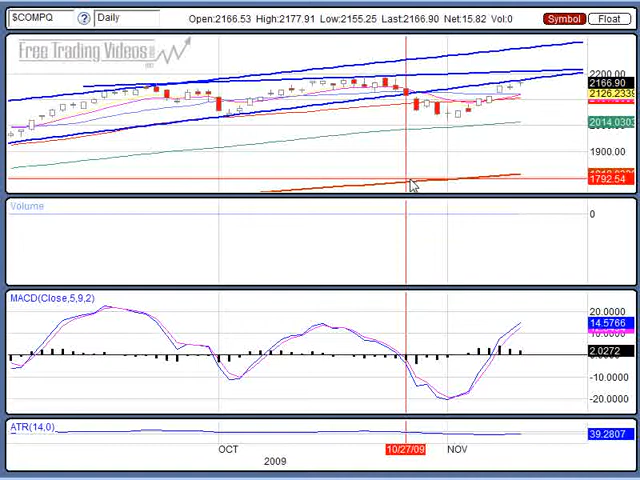 $COMPQ ? Daily Open:2166.53 High:2177.91 Low:2155.25 Last:2166.90 Net:15.82 Vol:0 Symbol Float
Free Trading Videos
2200.00
2166.90
2126.2339
2014.0303
1900.00
1792.54
Volume
0
MACD(Close,5,9,2)
20.0000
14.5766
2.0272
-10.0000
-20.0000
ATR(14,0)
39.2807
OCT 10/27/09 NOV
2009